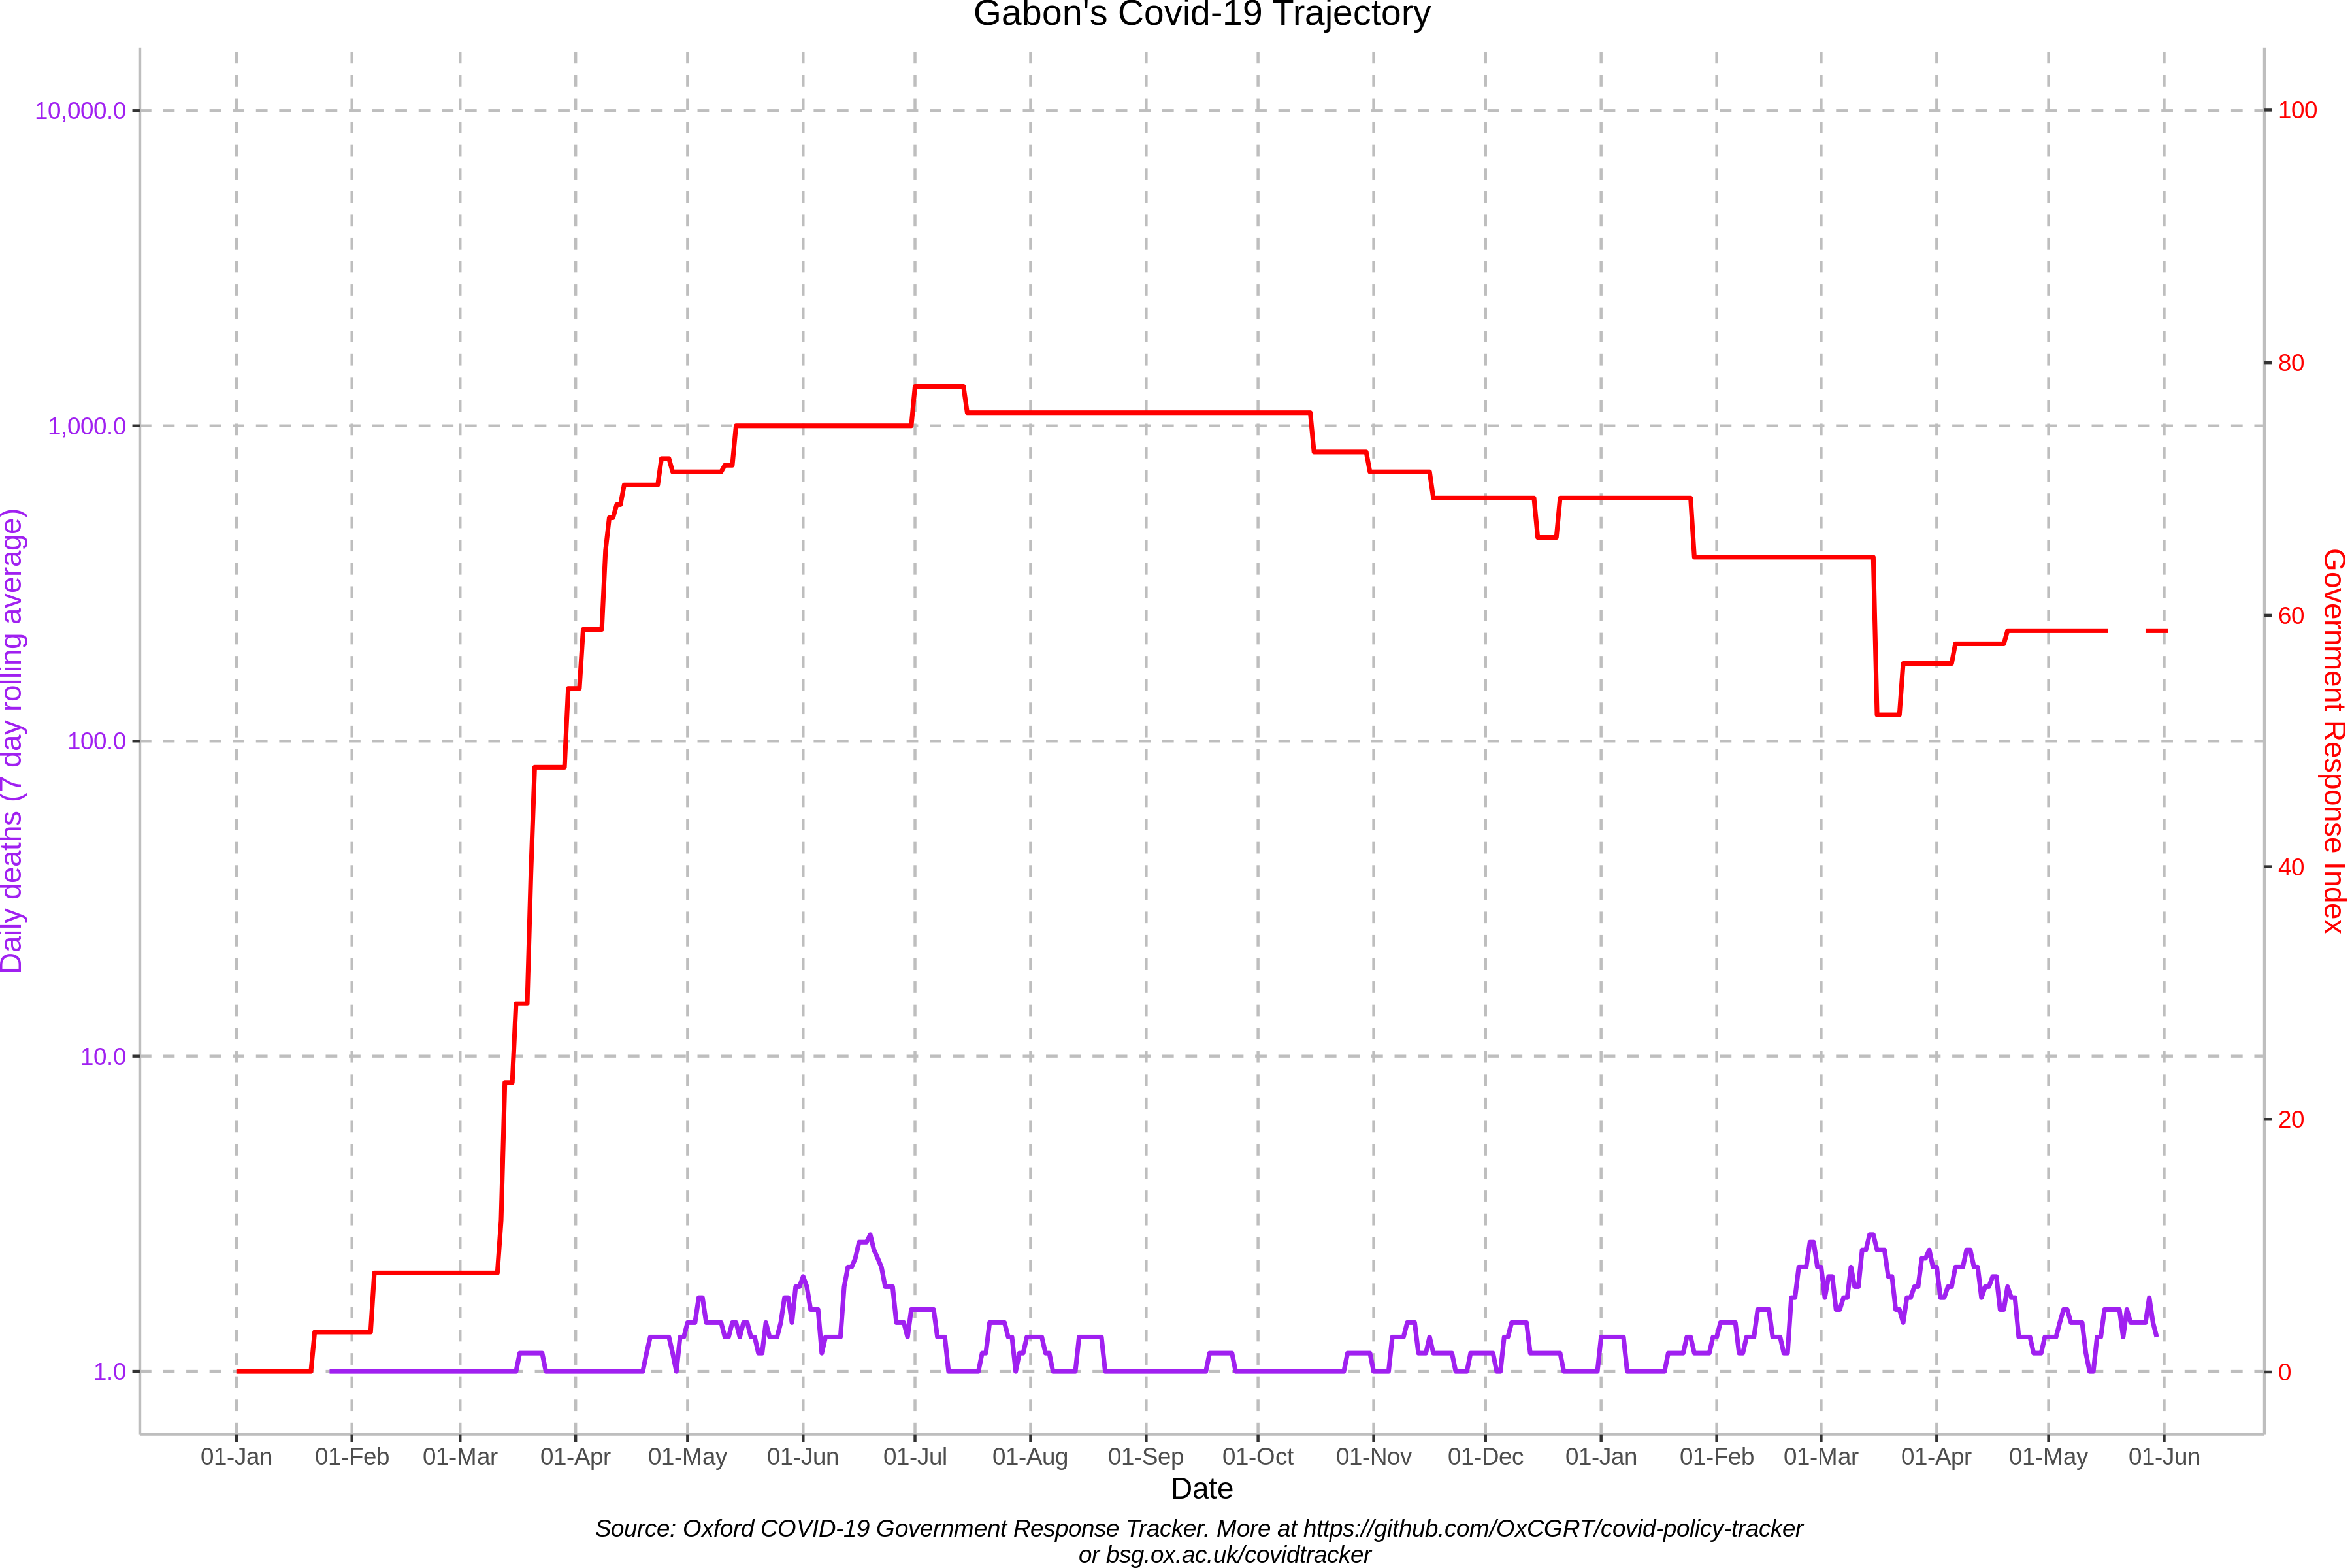 Gabon's Covid-19 Trajectory
10,000.0
1,000.0
100.0
10.0
1.0
Daily deaths (7 day rolling average)
100
80
60
40
20
0
Government Response Index
01-Jan 01-Feb 01-Mar 01-Apr 01-May 01-Jun 01-Jul 01-Aug 01-Sep 01-Oct 01-Nov 01-Dec 01-Jan 01-Feb 01-Mar 01-Apr 01-May 01-Jun
Date
Source: Oxford COVID-19 Government Response Tracker. More at https://github.com/OxCGRT/covid-policy-tracker
or bsg.ox.ac.uk/covidtracker